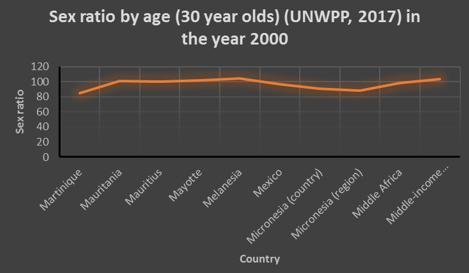 Sex ratio by age (30 year olds) (UNWPP, 2017) in
the year 2000
120
100
80
60
40
20
0
Sex ratio
Martinique
Mauritania
Mauritius
Mayotte
Melanesia
Mexico
Micronesia (country)
Micronesia (region)
Middle Africa
Middle-income...
Country